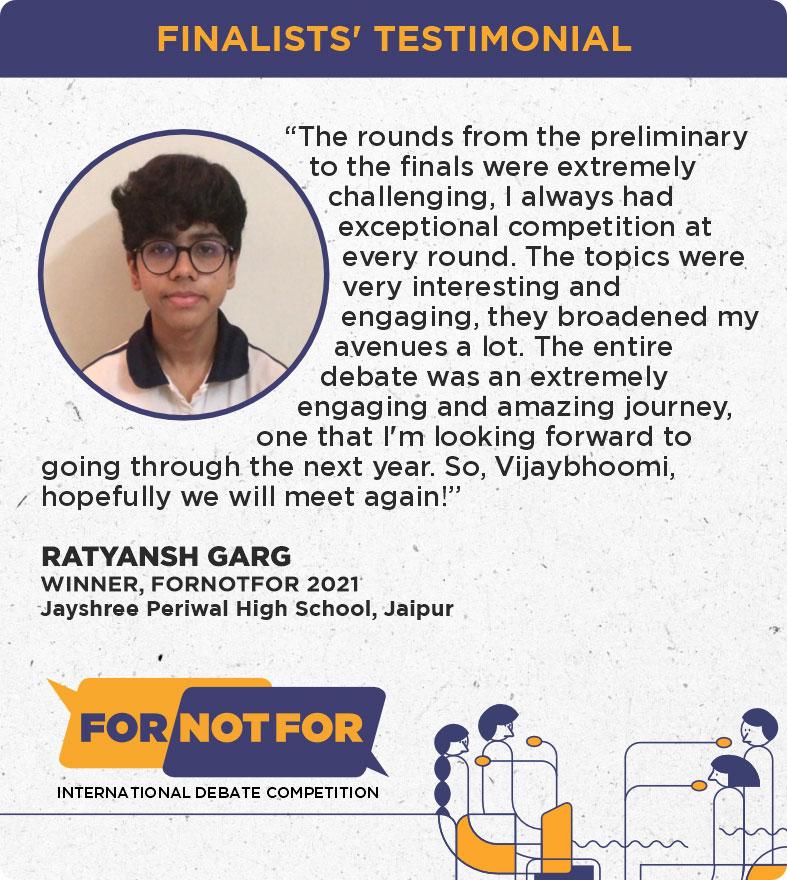 FINALISTS' TESTIMONIAL
“The rounds from the preliminary
to the finals were extremely
challenging, I always had
exceptional competition at
every round. The topics were
very interesting and
engaging, they broadened my
avenues a lot. The entire
debate was an extremely
engaging and amazing journey,
one that I'm looking forward to
going through the next year. So, Vijaybhoomi,
hopefully we will meet again!’’
RATYANSH GARG
WINNER, FORNOTFOR 2021
Jayshree Periwal High School, Jaipur
FOR NOT FOR
INTERNATIONAL DEBATE COMPETITION